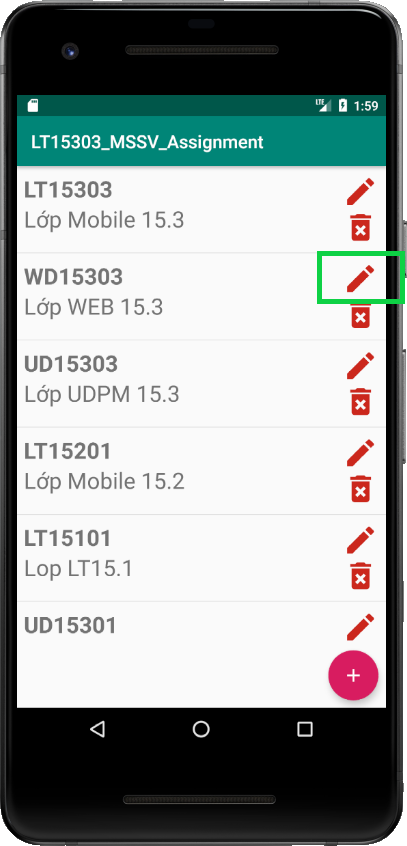 LTE 1:59
LT15303_MSSV_Assignment
LT15303
Lớp Mobile 15.3
WD15303
Lớp WEB 15.3
UD15303
Lớp UDPM 15.3
LT15201
Lớp Mobile 15.2
LT15101
Lop LT15.1
UD15301